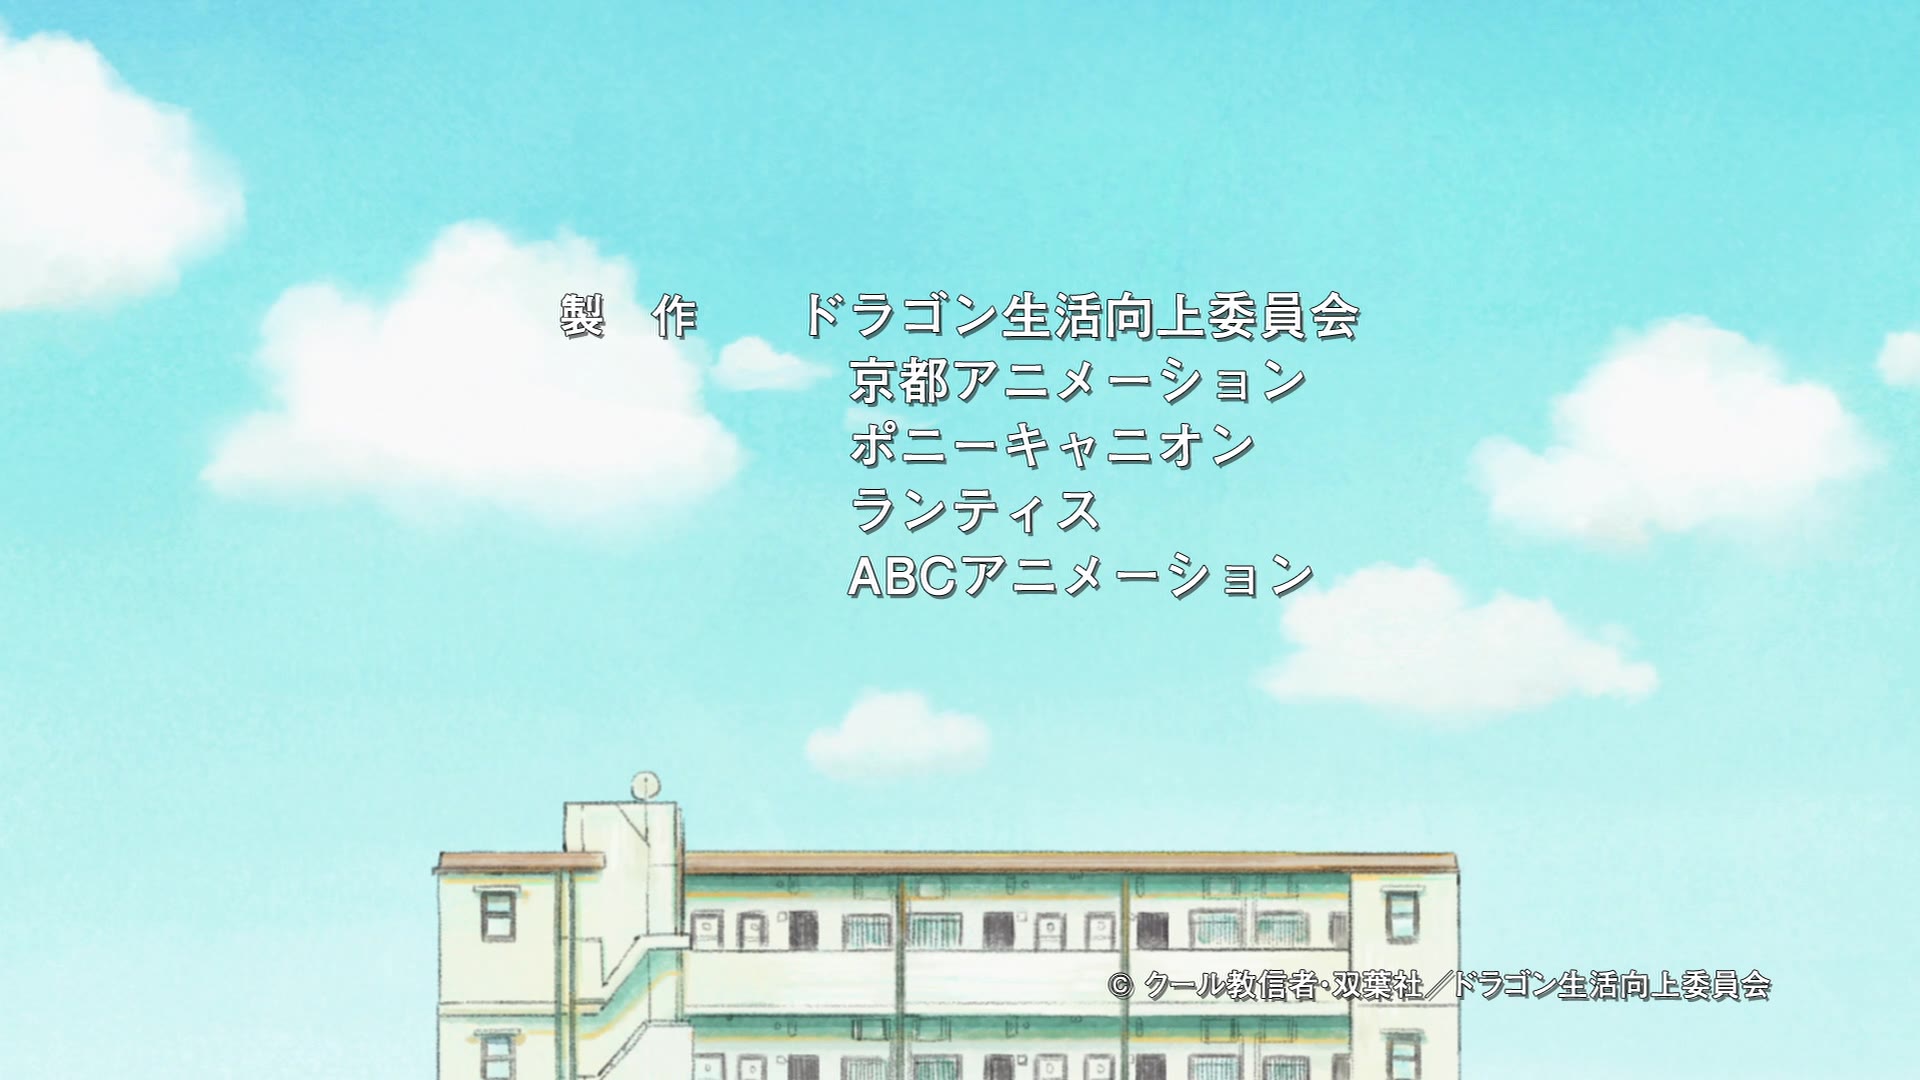 製　作　　ドラゴン生活向上委員会
京都アニメーション
ポニーキャニオン
ランティス
ABCアニメーション
© クール教信者・双葉社／ドラゴン生活向上委員会